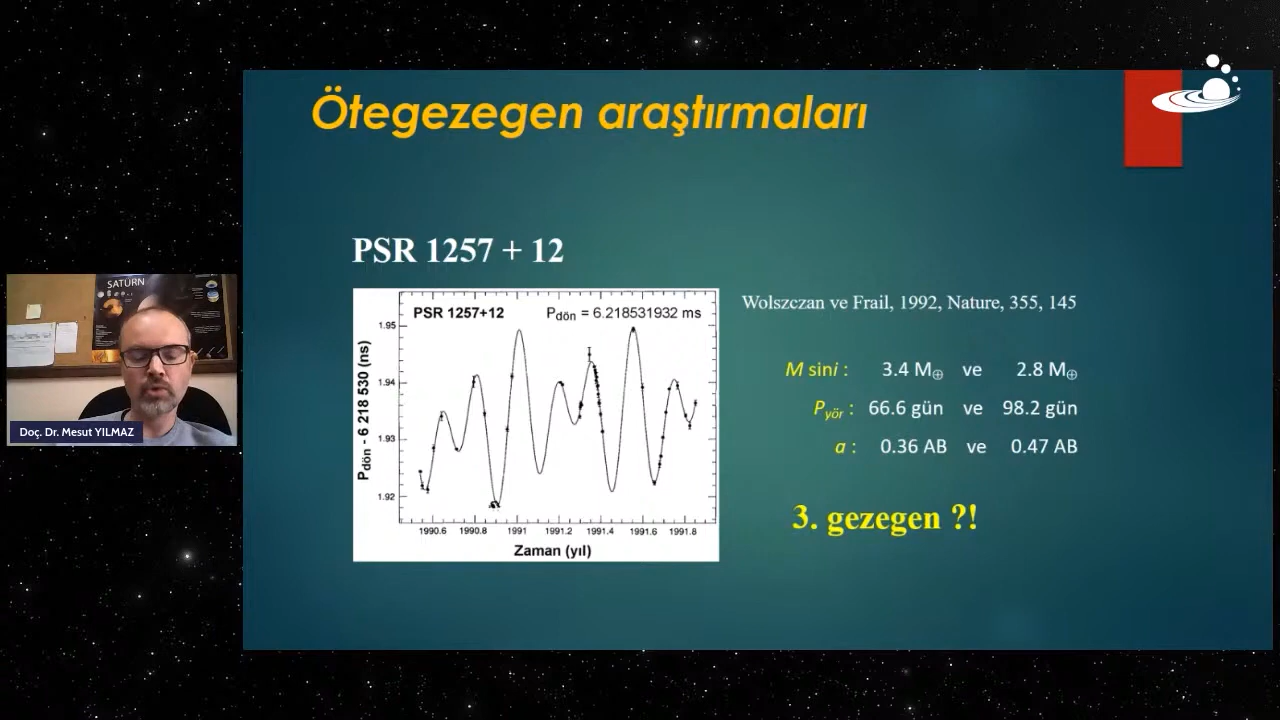 Ötegezegen araştırmaları
PSR 1257 + 12
PSR 1257+12 Pdön = 6.218531932 ms
Pdön - 6 218 530 (ns)
1.95
1.94
1.93
1.92
1990.6 1990.8 1991 1991.2 1991.4 1991.6 1991.8
Zaman (yıl)
Wolszczan ve Frail, 1992, Nature, 355, 145
M sini : 3.4 M⊕ ve 2.8 M⊕
Pyör : 66.6 gün ve 98.2 gün
a : 0.36 AB ve 0.47 AB
3. gezegen ?!
SATURN
Doç. Dr. Mesut YILMAZ